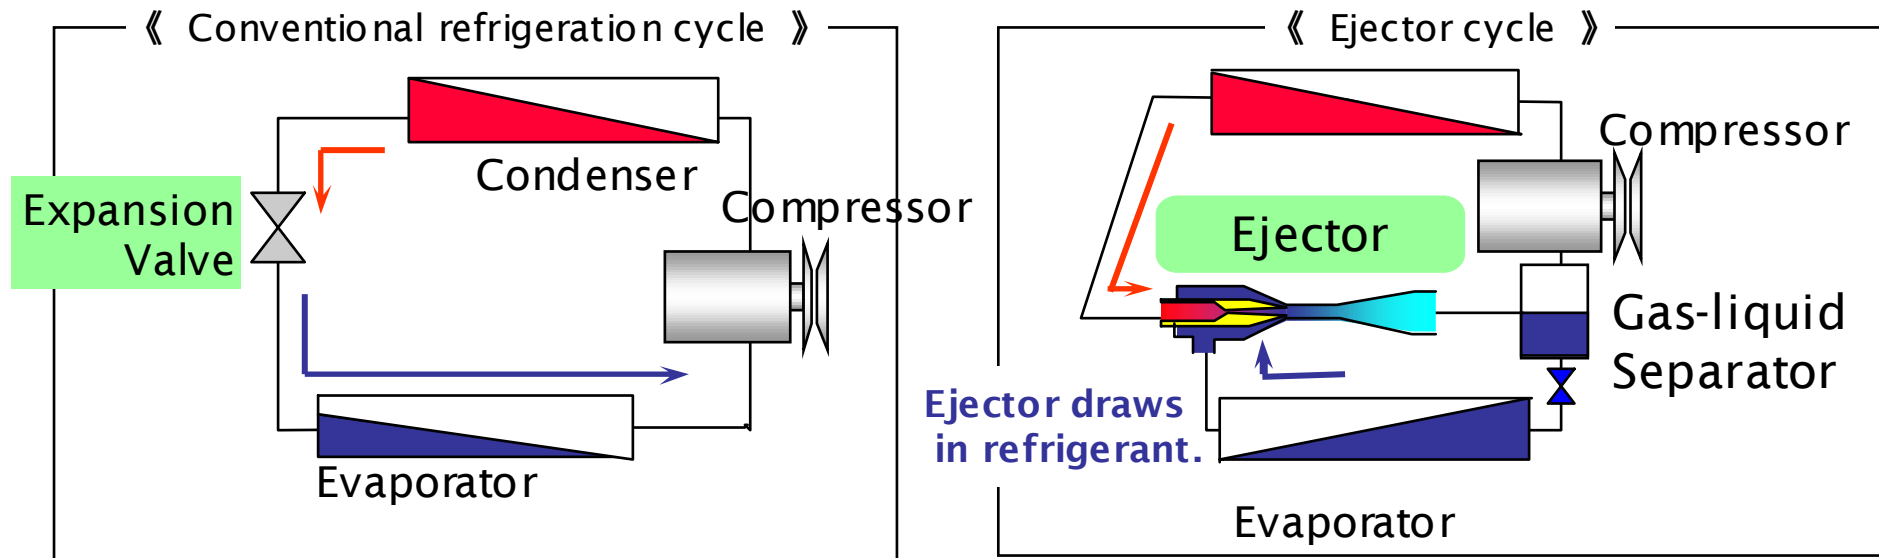 《 Conventional refrigeration cycle 》
Condenser
Compressor
Expansion
Valve
Evaporator
《 Ejector cycle 》
Compressor
Ejector
Gas-liquid
Separator
Ejector draws
in refrigerant.
Evaporator